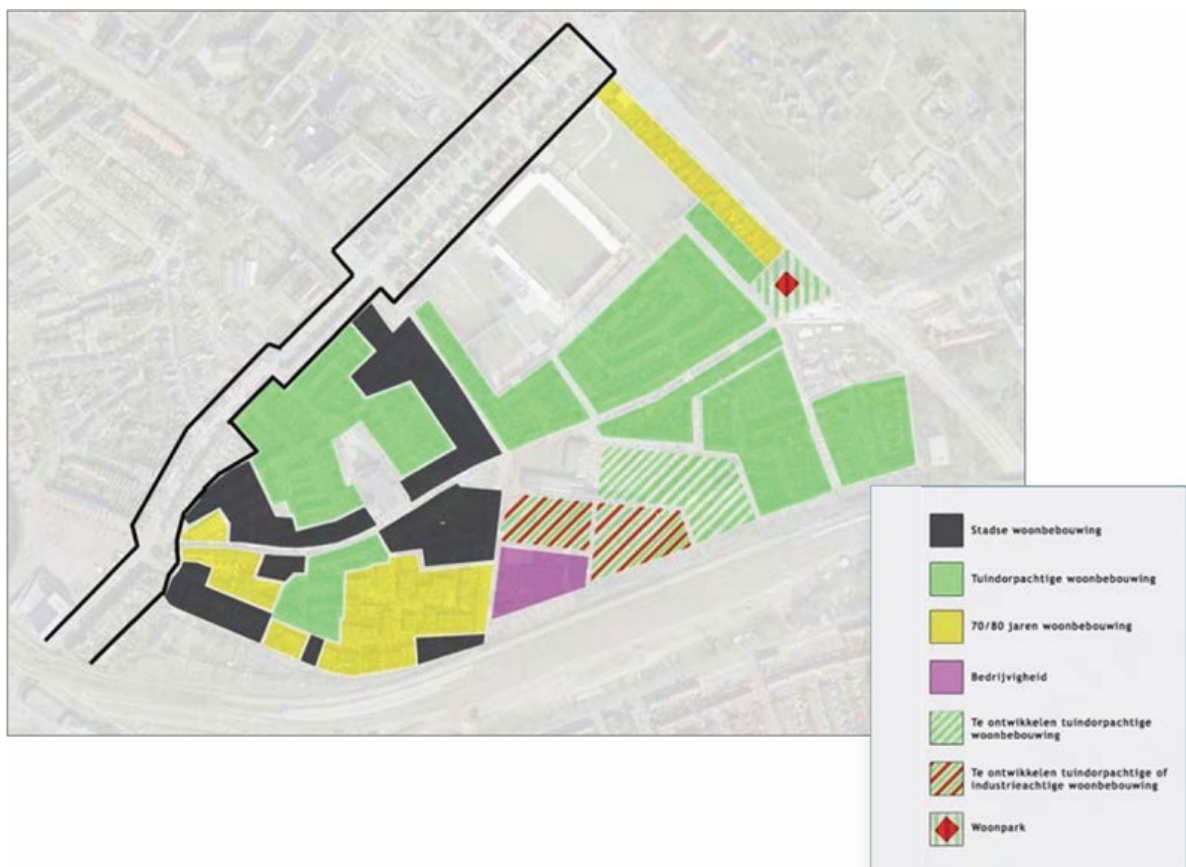 Stadse woonbebouwing
Tuindorpachtige woonbebouwing
70/80 jaren woonbebouwing
Bedrijvigheid
Te ontwikkelen tuindorpachtige
woonbebouwing
Te ontwikkelen tuindorpachtige of
industrieachtige woonbebouwing
Woonpark